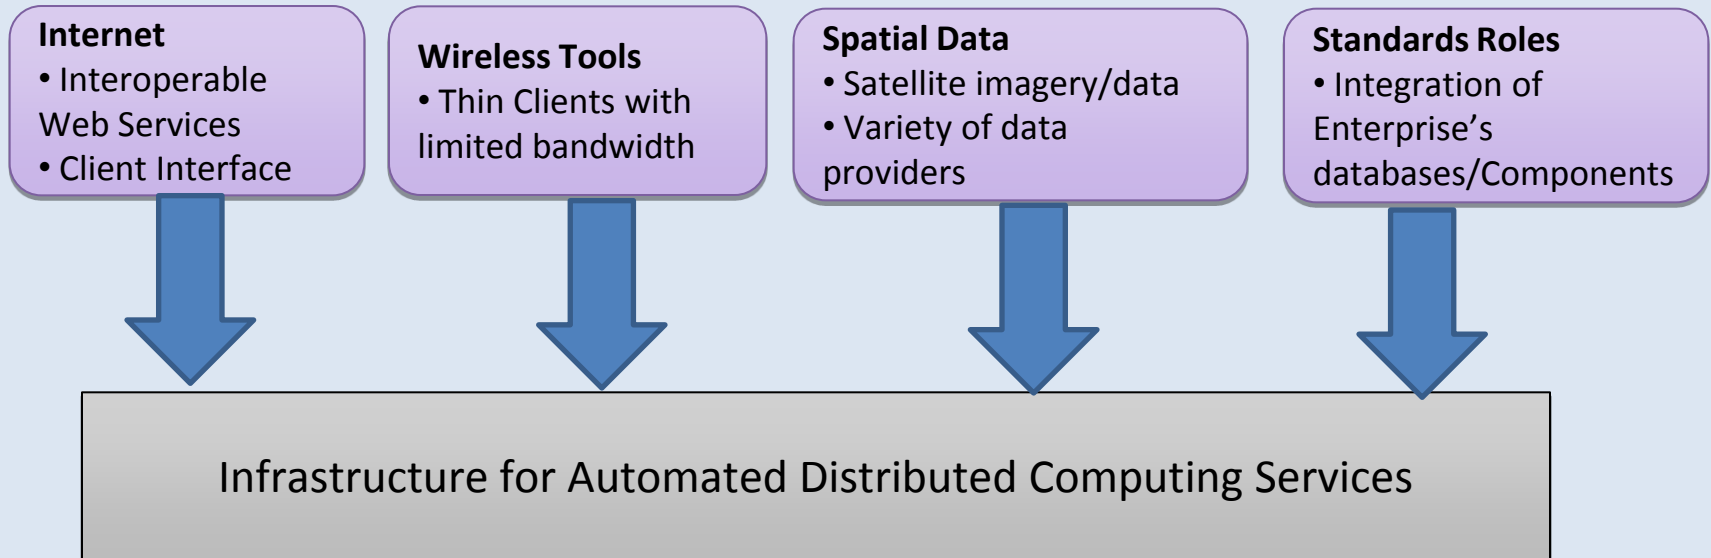 Internet
• Interoperable
Web Services
• Client Interface
Wireless Tools
• Thin Clients with
limited bandwidth
Spatial Data
• Satellite imagery/data
• Variety of data
providers
Standards Roles
• Integration of
Enterprise’s
databases/Components
Infrastructure for Automated Distributed Computing Services